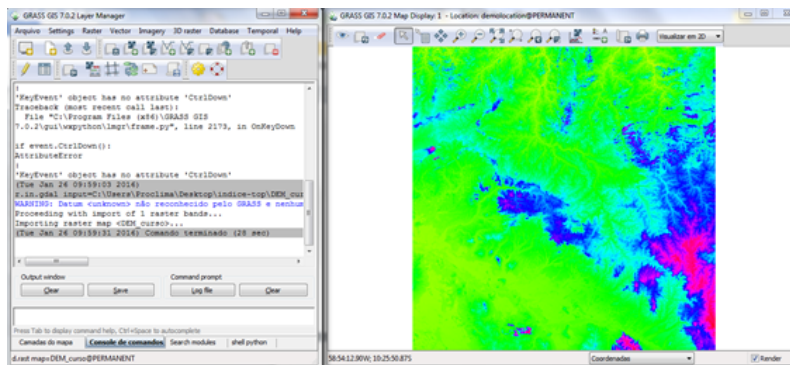 GRASS GIS 7.0.2 Layer Manager
Arquivo Settings Raster Vector Imagery 3D raster Database Temporal Help
(
'KeyEvent' object has no attribute 'CtrlDown'
Traceback (most recent call last):
File "C:\Program Files (x86)\GRASS GIS
7.0.2\gui\wxpython\lmgr\frame.py", line 2173, in OnKeyDown
if event.CtrlDown():
AttributeError
:
'KeyEvent' object has no attribute 'CtrlDown'
(Tue Jan 26 09:59:03 2016)
r.in.gdal input=C:\Users\Proclima\Desktop\indice-top\DEM_cur
WARNING: Datum <unknown> não reconhecido pelo GRASS e nenhum
Proceeding with import of 1 raster bands...
Importing raster map <DEM_curso>...
(Tue Jan 26 09:59:31 2016) Comando terminado (28 sec)
Output window
Command prompt
Clear
Save
Log file
Clear
Press Tab to display command help, Ctrl+Space to autocomplete
Camadas do mapa
Console de comandos
Search modules
shell python
d.rast map=DEM_curso@PERMANENT
GRASS GIS 7.0.2 Map Display: 1 - Location: demolocation@PERMANENT
Visualizar em 2D
58:54:12.90W; 10:25:50.87S
Coordenadas
Render